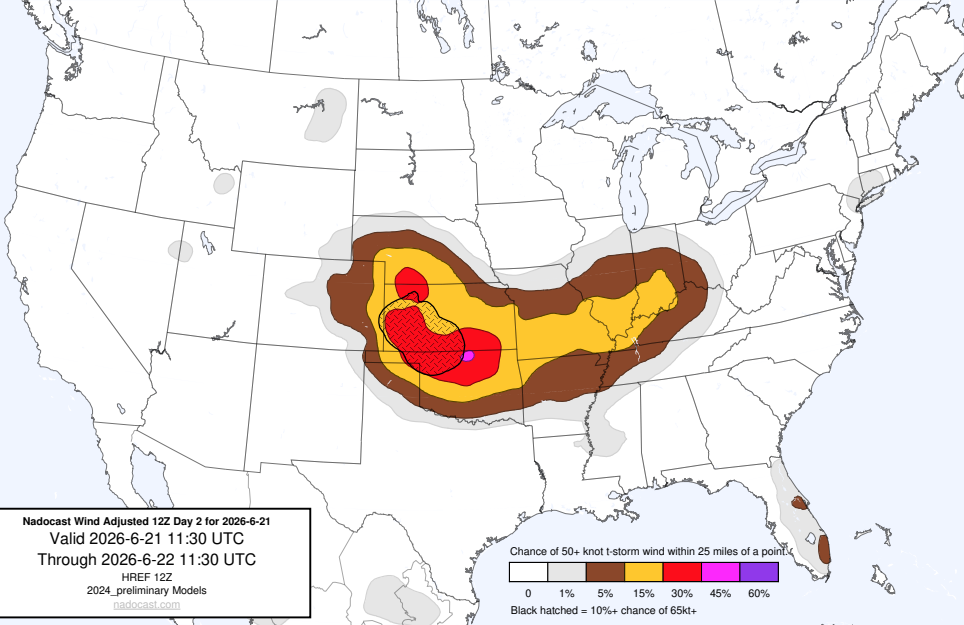 Nadocast Wind Adjusted 12Z Day 2 for 2026-6-21
Valid 2026-6-21 11:30 UTC
Through 2026-6-22 11:30 UTC
HREF 12Z
2024_preliminary Models
nadocast.com
Chance of 50+ knot t-storm wind within 25 miles of a point.
0 1% 5% 15% 30% 45% 60%
Black hatched = 10%+ chance of 65kt+